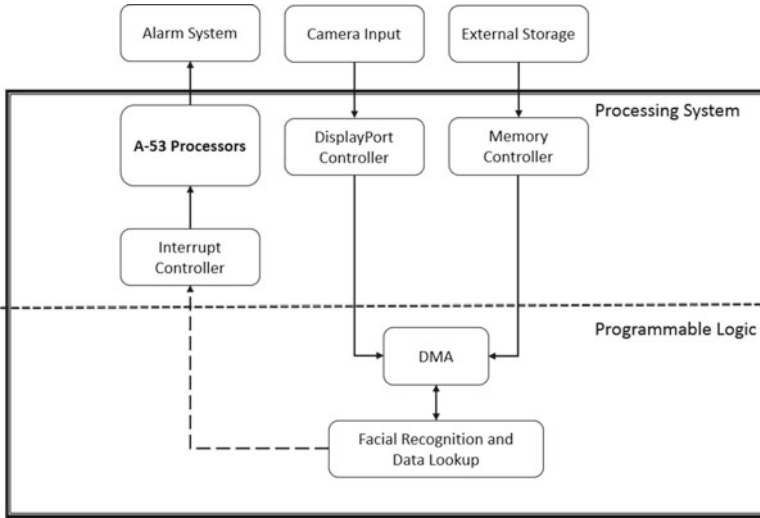 Alarm System
Camera Input
External Storage
Processing System
A-53 Processors
DisplayPort
Controller
Memory
Controller
Interrupt
Controller
Programmable Logic
DMA
Facial Recognition and
Data Lookup